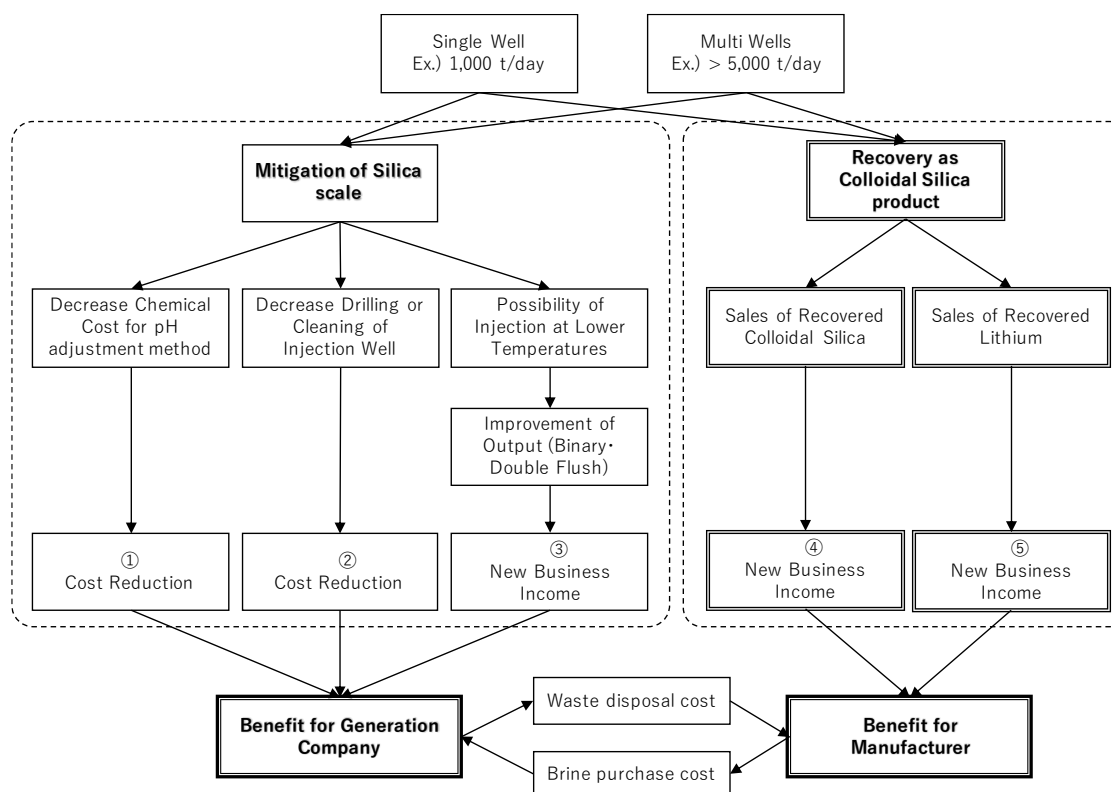 Single Well
Ex.) 1,000 t/day
Multi Wells
Ex.) > 5,000 t/day
Mitigation of Silica
scale
Recovery as
Colloidal Silica
product
Decrease Chemical
Cost for pH
adjustment method
Decrease Drilling or
Cleaning of
Injection Well
Possibility of
Injection at Lower
Temperatures
Sales of Recovered
Colloidal Silica
Sales of Recovered
Lithium
Improvement of
Output (Binary・
Double Flush)
①
Cost Reduction
②
Cost Reduction
③
New Business
Income
④
New Business
Income
⑤
New Business
Income
Benefit for Generation
Company
Waste disposal cost
Brine purchase cost
Benefit for
Manufacturer